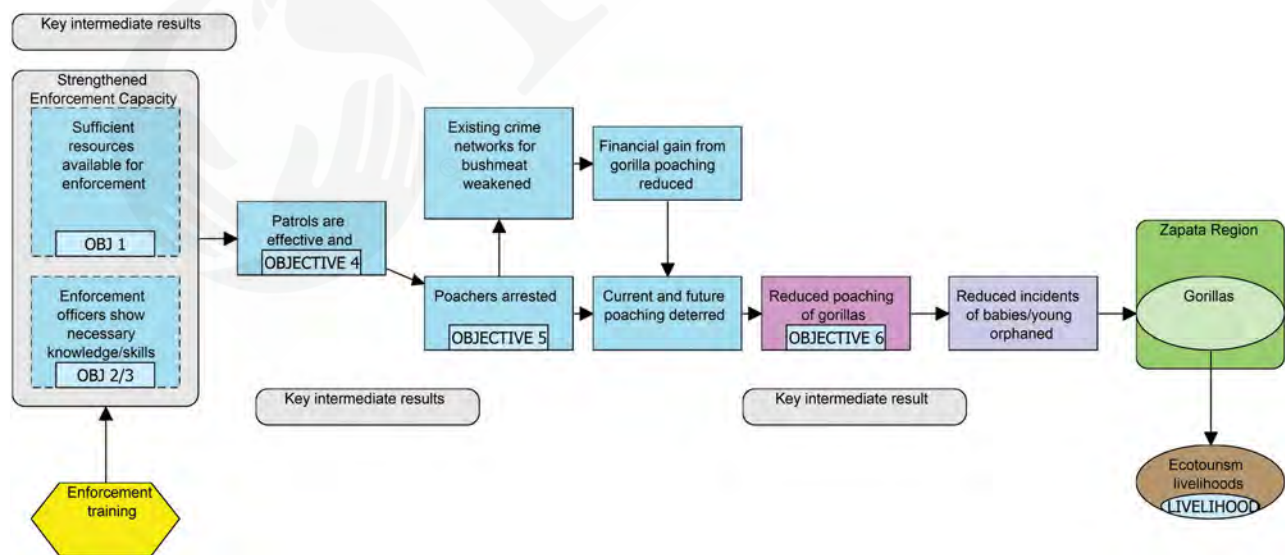 Key intermediate results
Strengthened
Enforcement Capacity
Sufficient
resources
available for
enforcement
OBJ 1
Enforcement
officers show
necessary
knowledge/skills
OBJ 2/3
Enforcement
training
Patrols are
effective and
OBJECTIVE 4
Existing crime
networks for
bushmeat
weakened
Financial gain from
gorilla poaching
reduced
Poachers arrested
OBJECTIVE 5
Current and future
poaching deterred
Reduced poaching
of gorillas
OBJECTIVE 6
Reduced incidents
of babies/young
orphaned
Zapata Region
Gorillas
Key intermediate results
Key intermediate result
Ecotourism
livelihoods
LIVELIHOOD